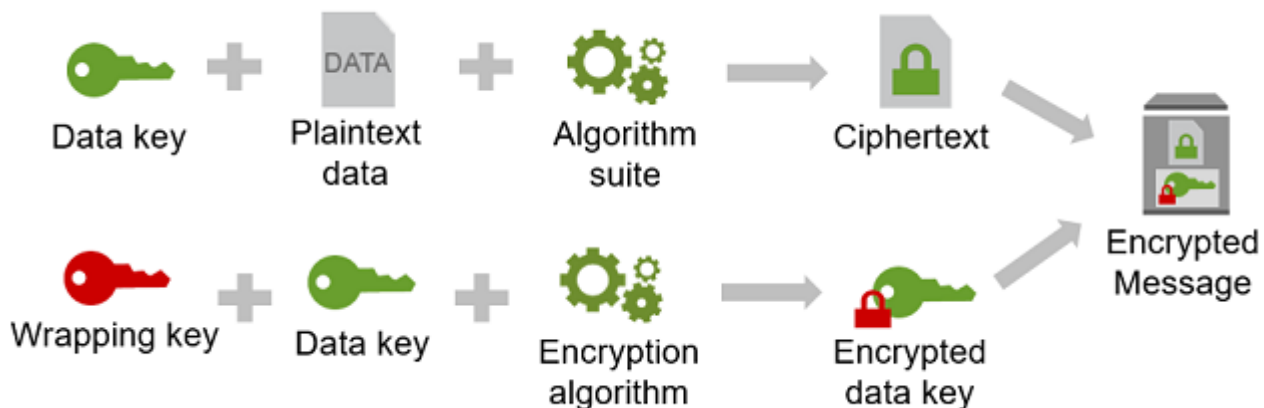 DATA
Data key
Plaintext
data
Algorithm
suite
Ciphertext
Encrypted
Message
Wrapping key
Data key
Encryption
algorithm
Encrypted
data key